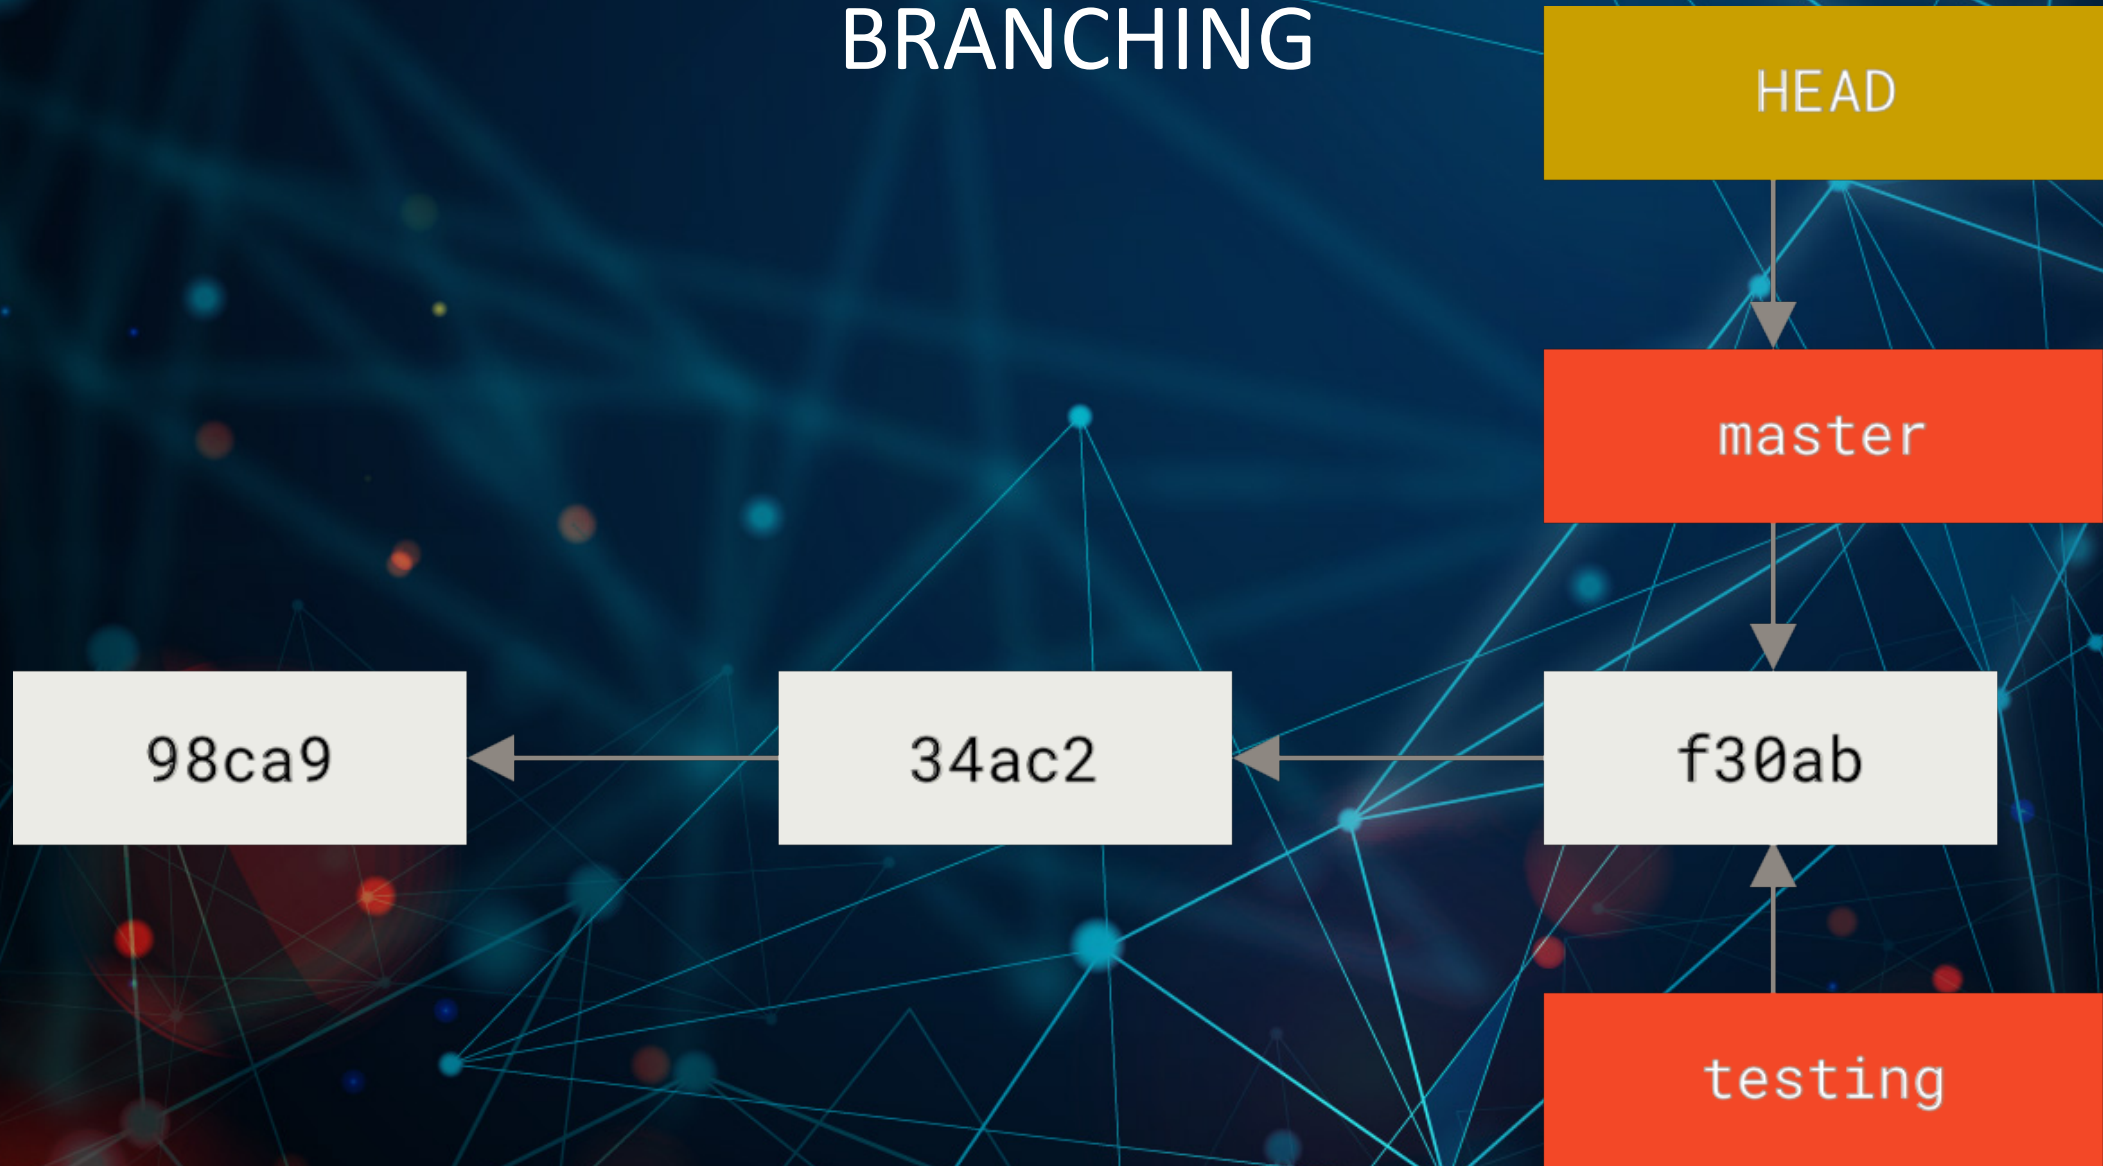 BRANCHING
HEAD
master
98ca9
34ac2
f30ab
testing